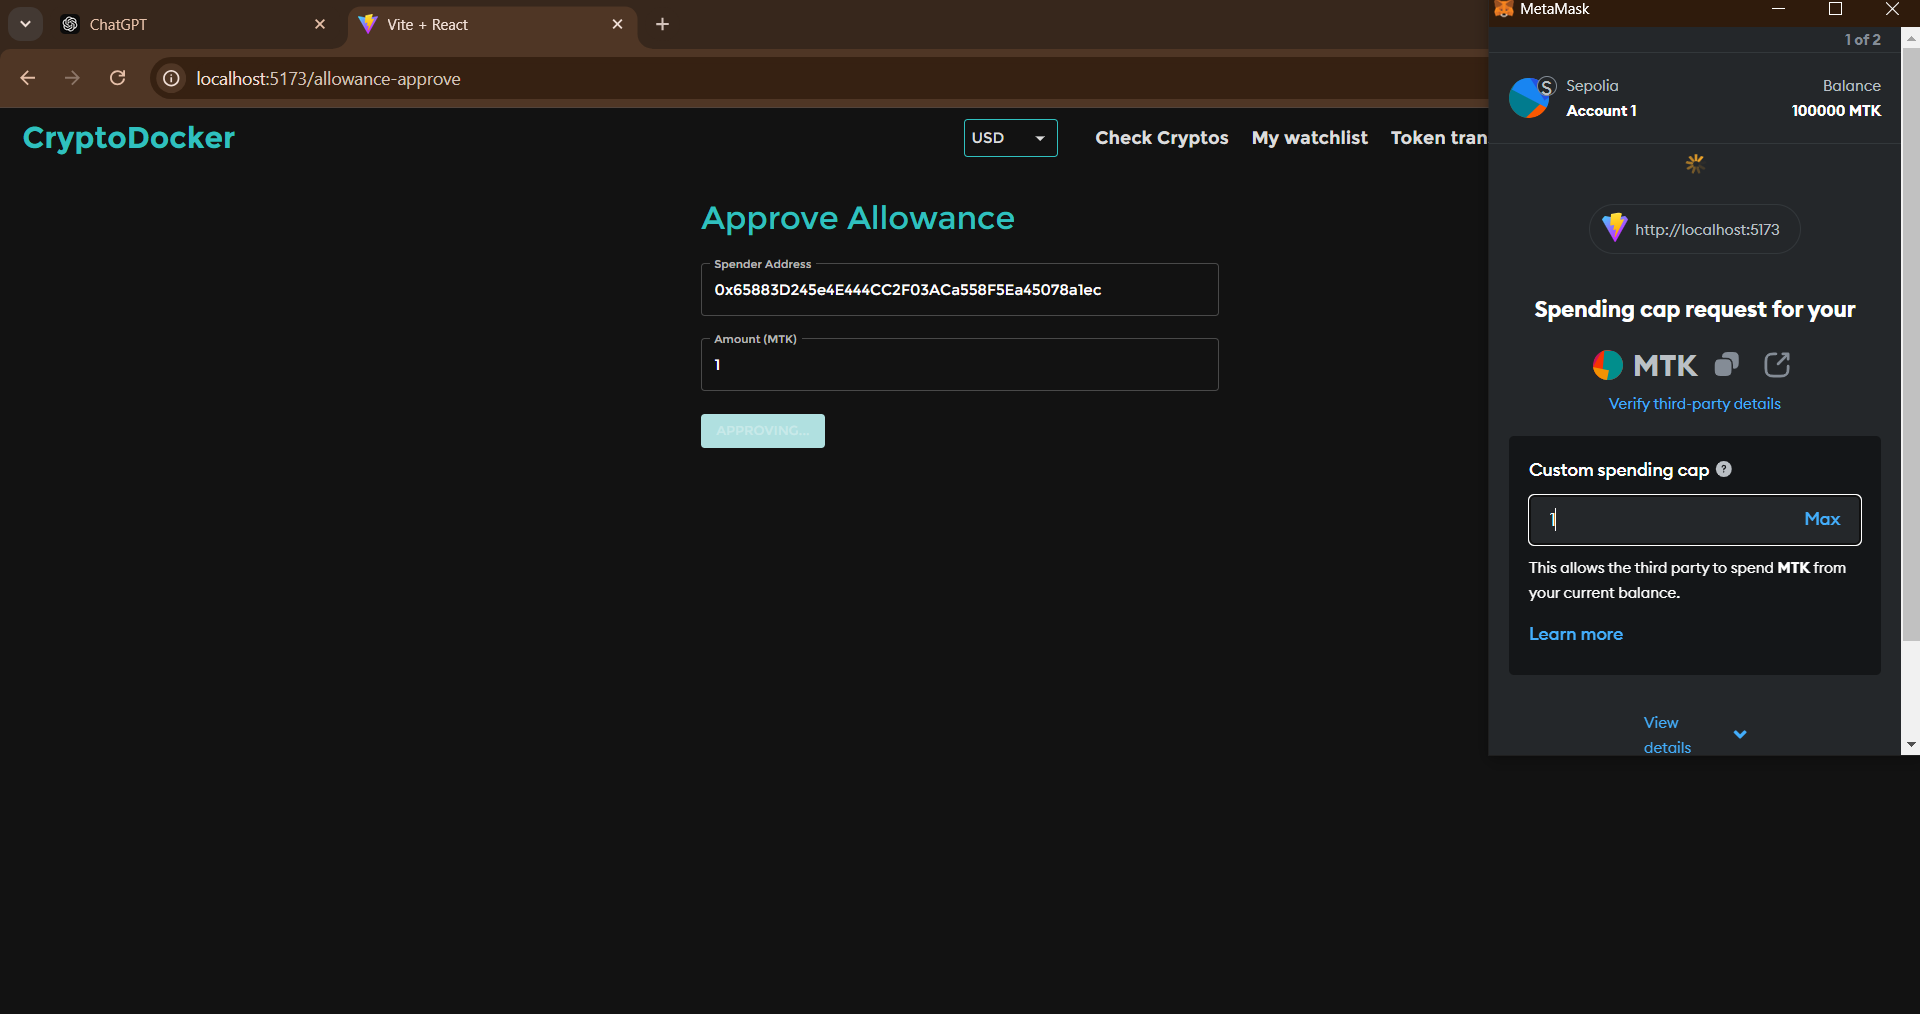 ChatGPT
Vite + React
localhost:5173/allowance-approve
CryptoDocker
USD
Check Cryptos
My watchlist
Token tran
Approve Allowance
Spender Address
0x65883D245e4E444CC2F03ACa558F5Ea45078a1ec
Amount (MTK)
1
APPROVING...
MetaMask
1 of 2
S
Sepolia
Balance
Account 1
100000 MTK
http://localhost:5173
Spending cap request for your
MTK
Verify third-party details
Custom spending cap ?
1
Max
This allows the third party to spend MTK from
your current balance.
Learn more
View
details